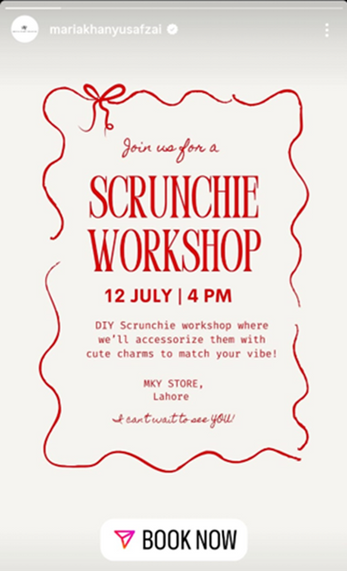 mariakhanyusafzai
Join us for a
SCRUNCHIE
WORKSHOP
12 JULY | 4 PM
DIY Scrunchie workshop where
we'll accessorize them with
cute charms to match your vibe!
MKY STORE,
Lahore
I can't wait to see YOU!
BOOK NOW